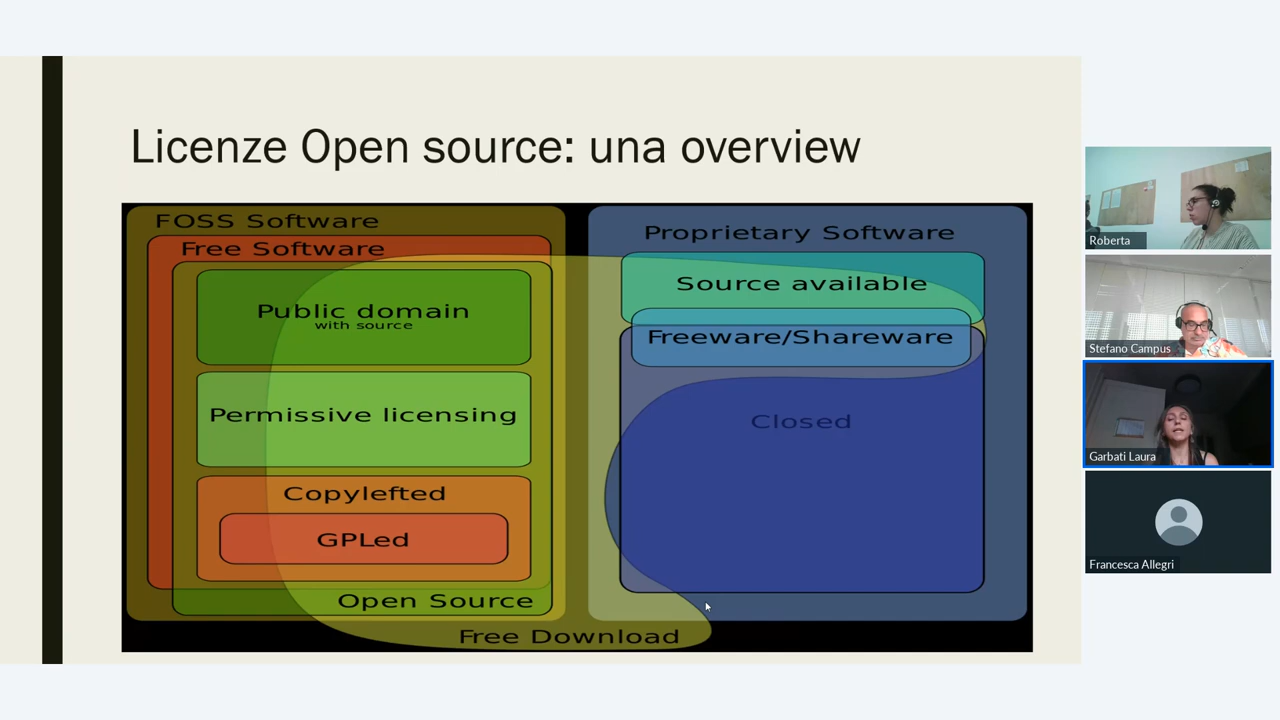 Licenze Open source: una overview
FOSS Software
Free Software
Public domain
with source
Permissive licensing
Copylefted
GPLed
Open Source
Free Download
Proprietary Software
Source available
Freeware/Shareware
Closed
Roberta
Stefano Campus
Garbati Laura
Francesca Allegri